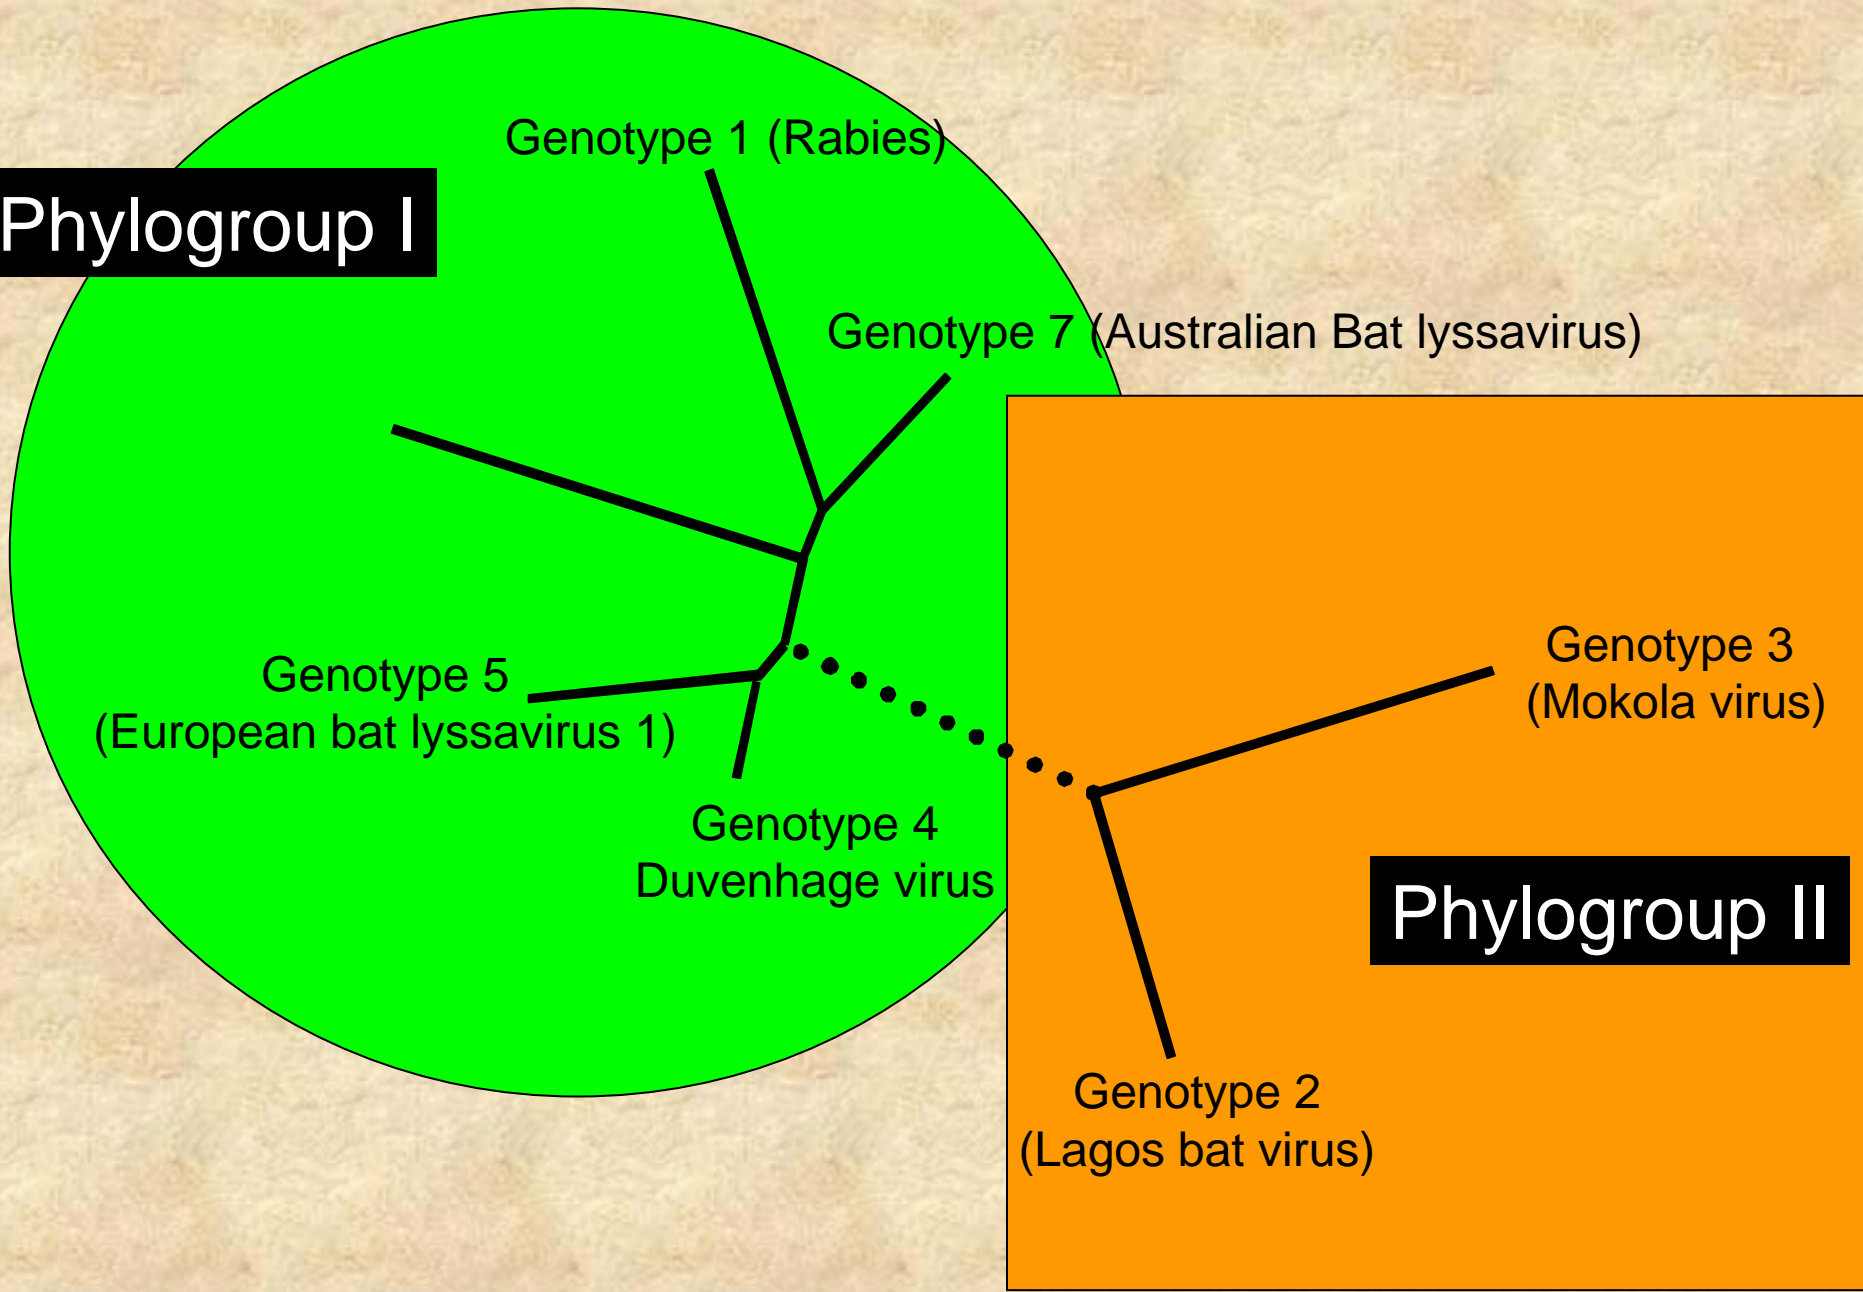 Genotype 1 (Rabies)
Phylogroup I
Genotype 7 (Australian Bat lyssavirus)
Genotype 5
(European bat lyssavirus 1)
Genotype 4
Duvenhage virus
Genotype 3
(Mokola virus)
Phylogroup II
Genotype 2
(Lagos bat virus)